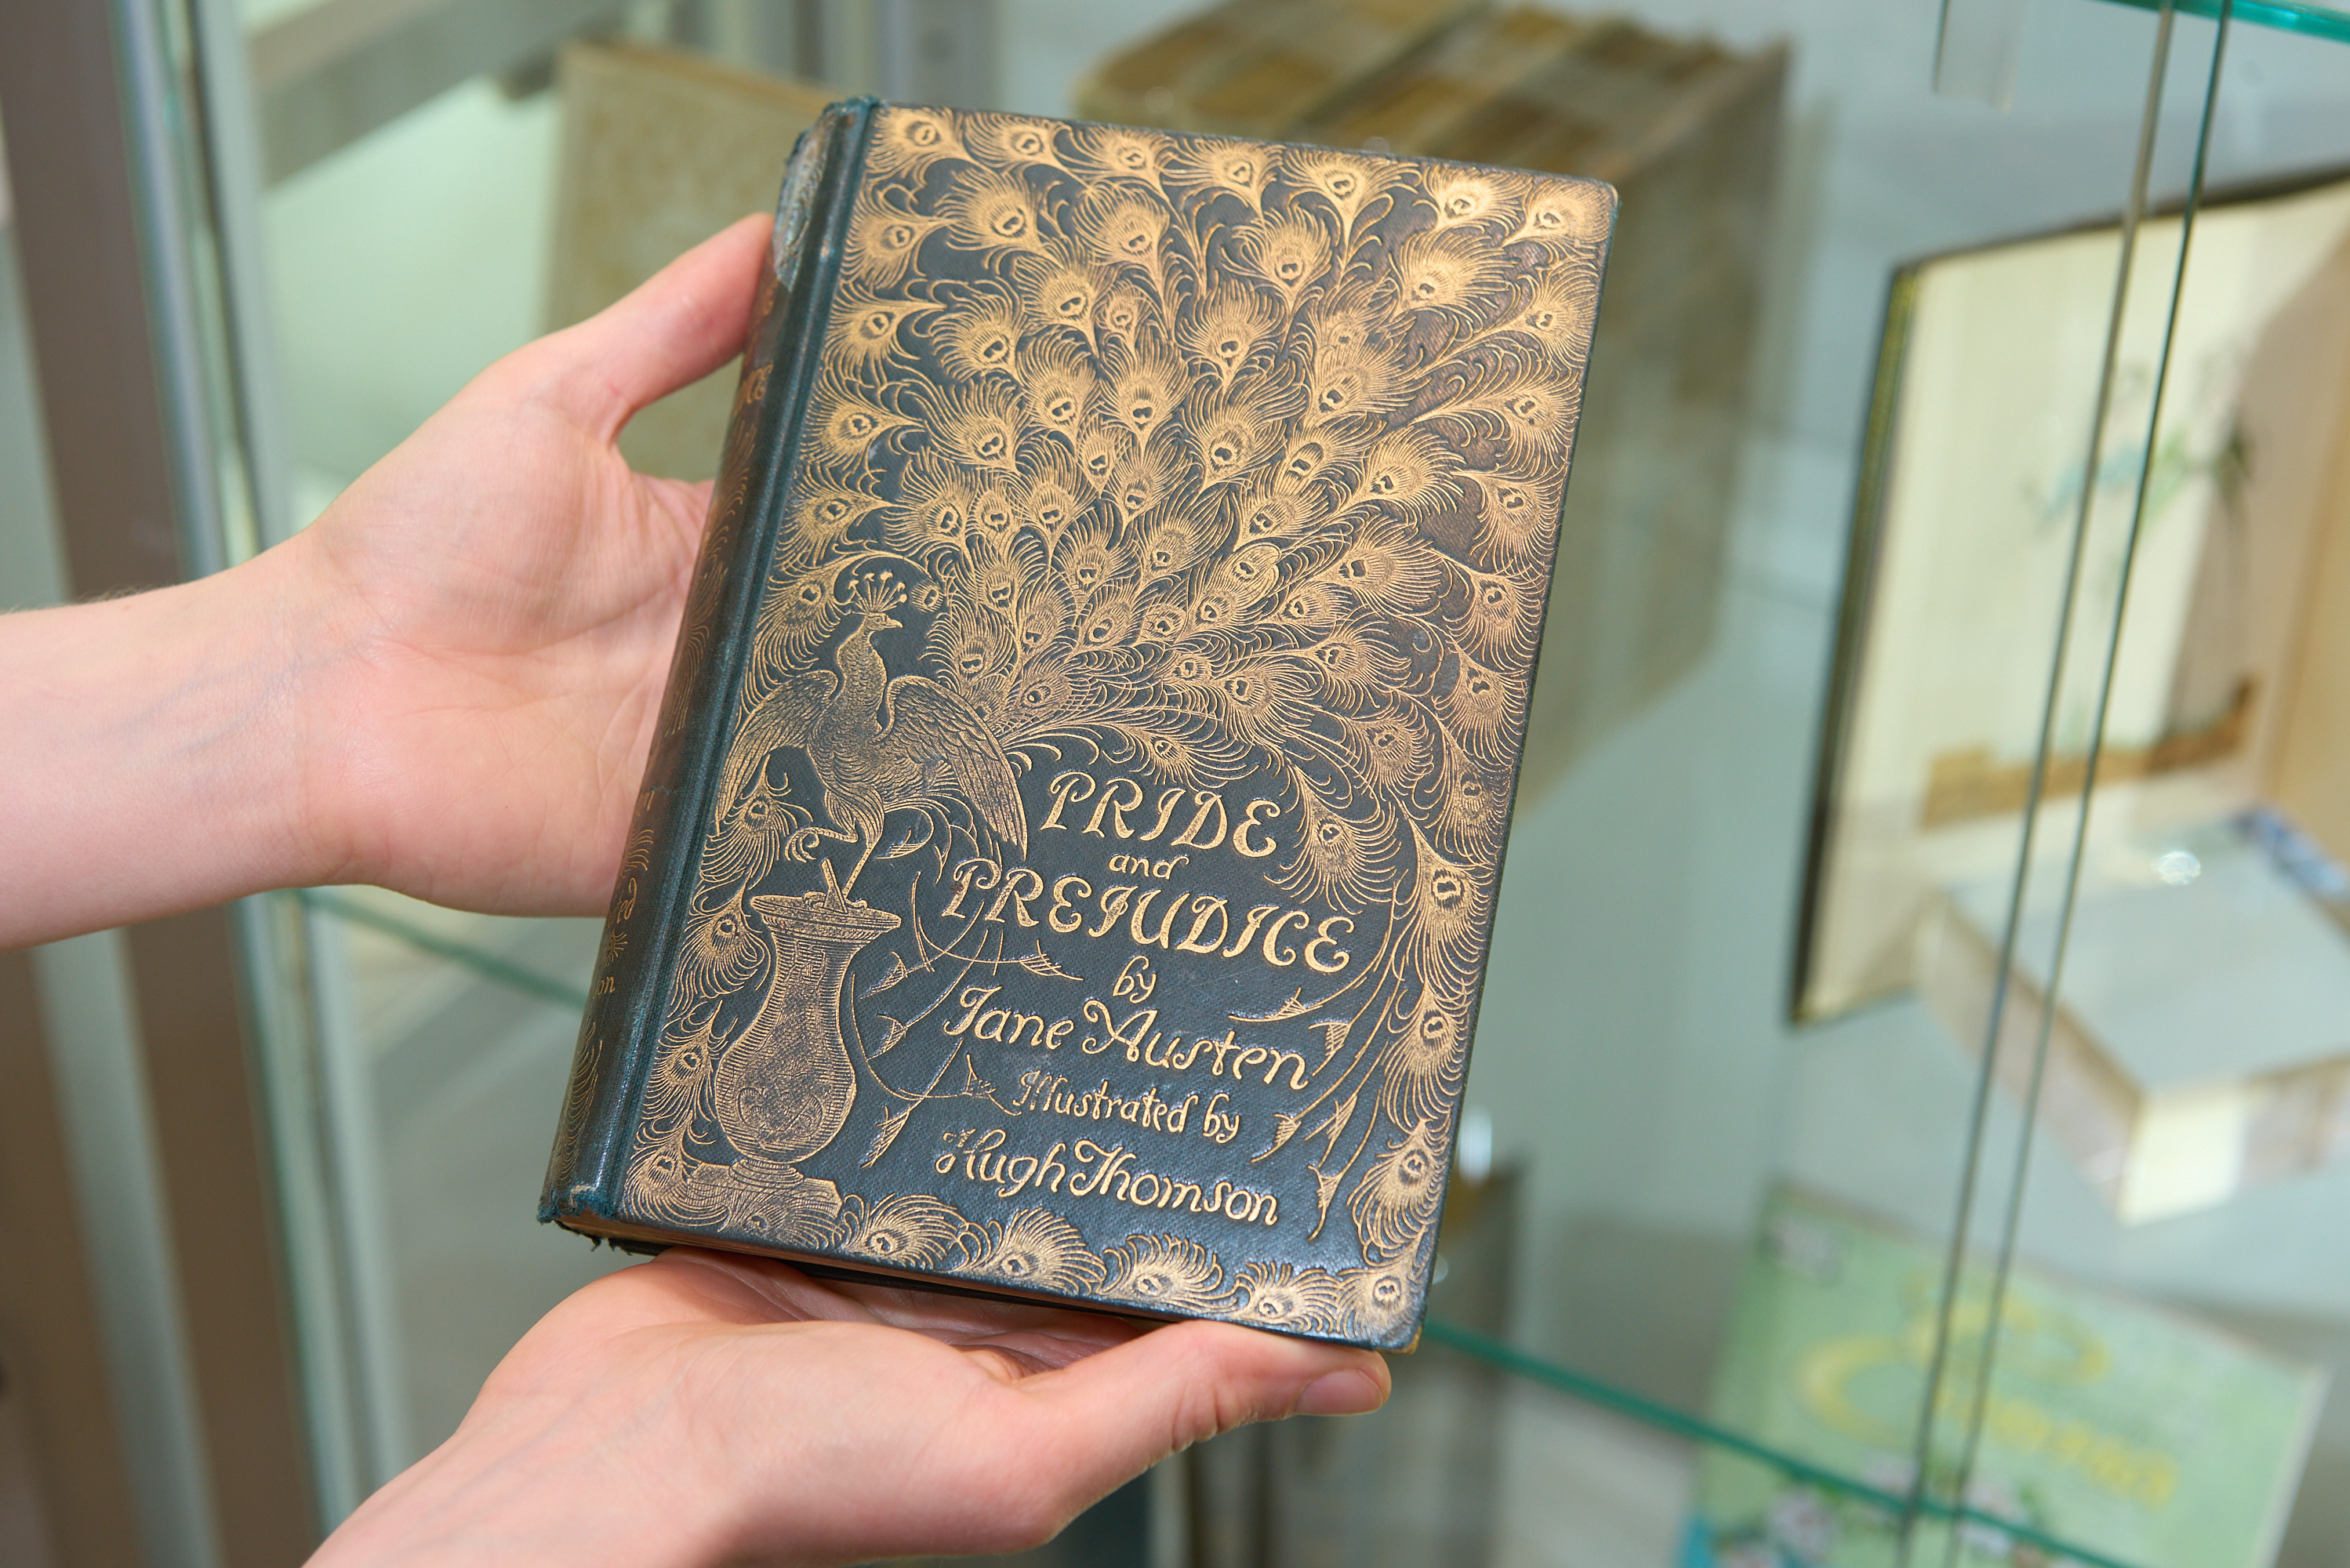 PRIDE
and
PREJUDICE
by
Jane Austen
Illustrated by
Hugh Thomson